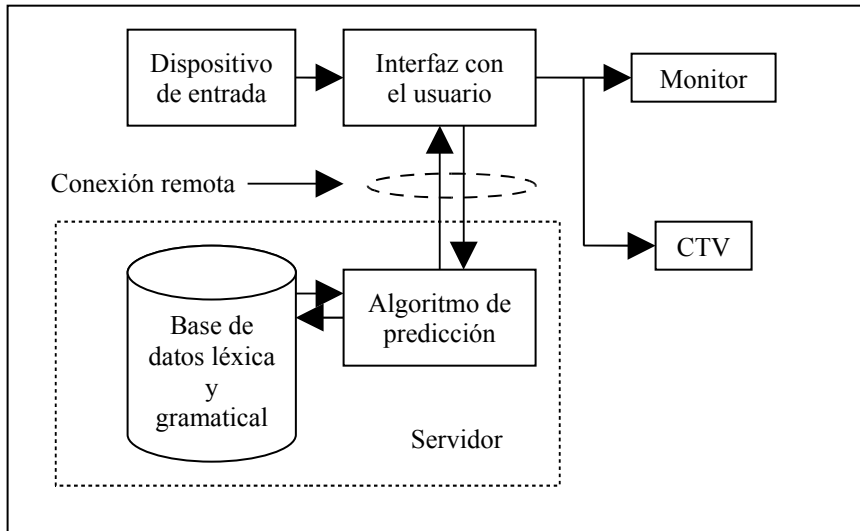 Dispositivo
de entrada
Interfaz con
el usuario
Monitor
Conexión remota
CTV
Base de
datos léxica
y
gramatical
Algoritmo de
predicción
Servidor